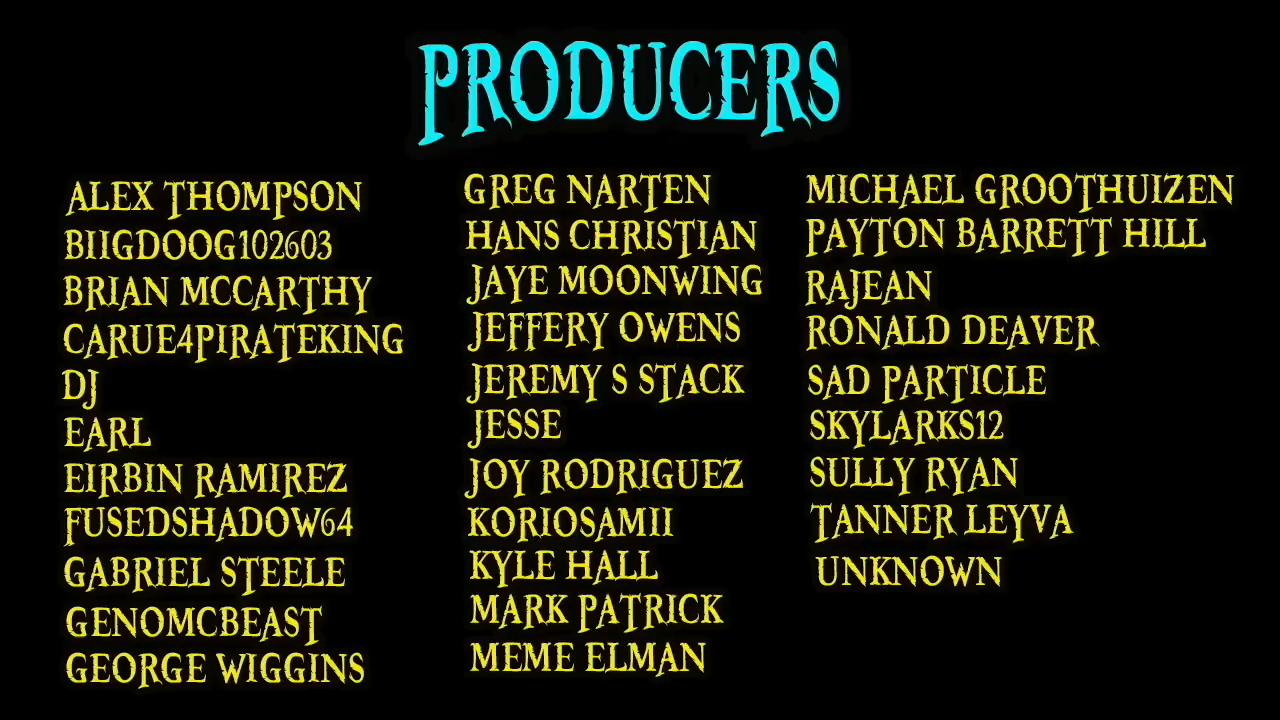 PRODUCERS
ALEX THOMPSON
BIIGDOOG102603
BRIAN MCCARTHY
CARUE4PIRATEKING
DJ
EARL
EIRBIN RAMIREZ
FUSEDSHADOW64
GABRIEL STEELE
GENOMCBEAST
GEORGE WIGGINS
GREG NARTEN
HANS CHRISTIAN
JAYE MOONWING
JEFFERY OWENS
JEREMY S STACK
JESSE
JOY RODRIGUEZ
KORIOSAMII
KYLE HALL
MARK PATRICK
MEME ELMAN
MICHAEL GROOTHUIZEN
PAYTON BARRETT HILL
RAJEAN
RONALD DEAVER
SAD PARTICLE
SKYLARKS12
SULLY RYAN
TANNER LEYVA
UNKNOWN